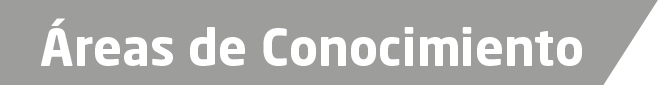 Áreas de Conocimiento